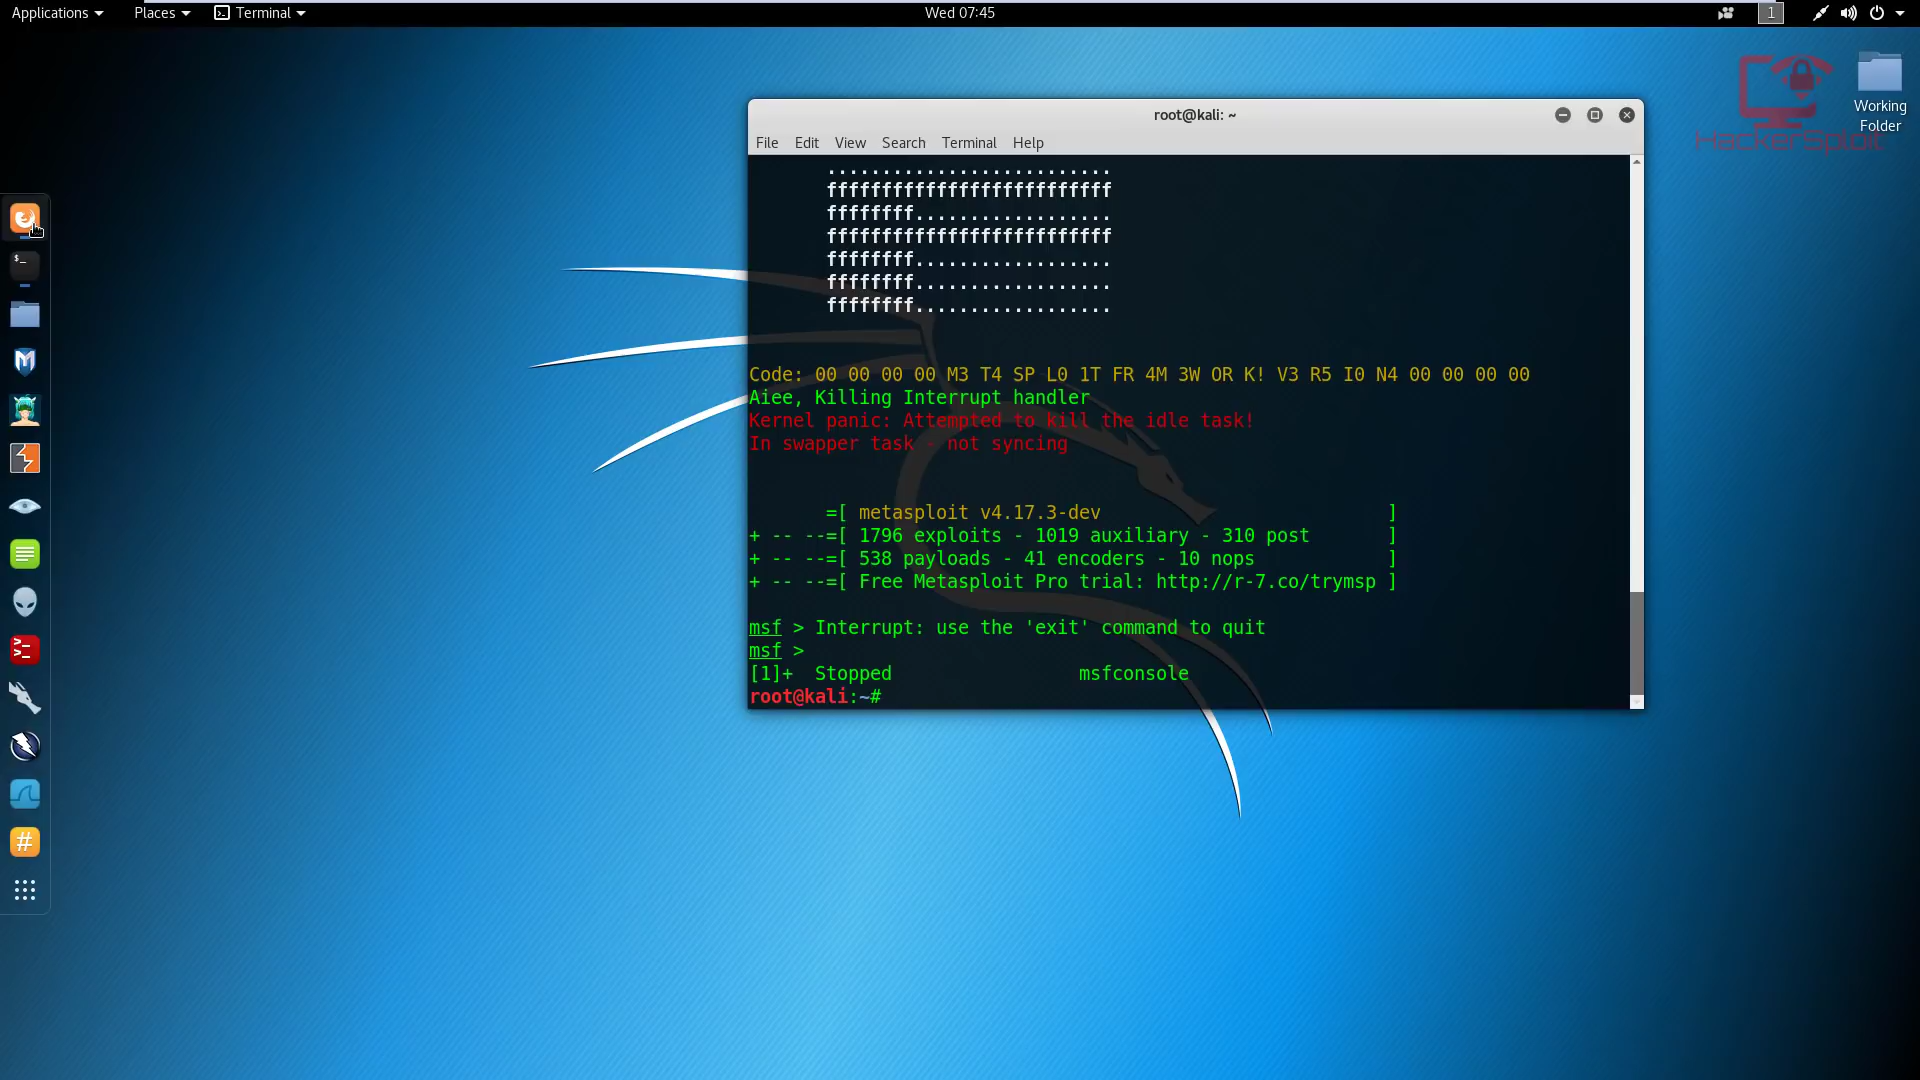 Applications Places Terminal Wed 07:45 1
Working
Folder
HackerSploit
root@kali: ~
File Edit View Search Terminal Help
..........................
ffffffffffffffffffffffffff
ffffffff..................
ffffffffffffffffffffffffff
ffffffff..................
ffffffff..................
ffffffff..................
Code: 00 00 00 00 M3 T4 SP L0 1T FR 4M 3W OR K! V3 R5 I0 N4 00 00 00 00
Aiee, Killing Interrupt handler
Kernel panic: Attempted to kill the idle task!
In swapper task - not syncing
=[ metasploit v4.17.3-dev ]
+ -- --=[ 1796 exploits - 1019 auxiliary - 310 post ]
+ -- --=[ 538 payloads - 41 encoders - 10 nops ]
+ -- --=[ Free Metasploit Pro trial: http://r-7.co/trymsp ]
msf > Interrupt: use the 'exit' command to quit
msf >
[1]+ Stopped msfconsole
root@kali:~#